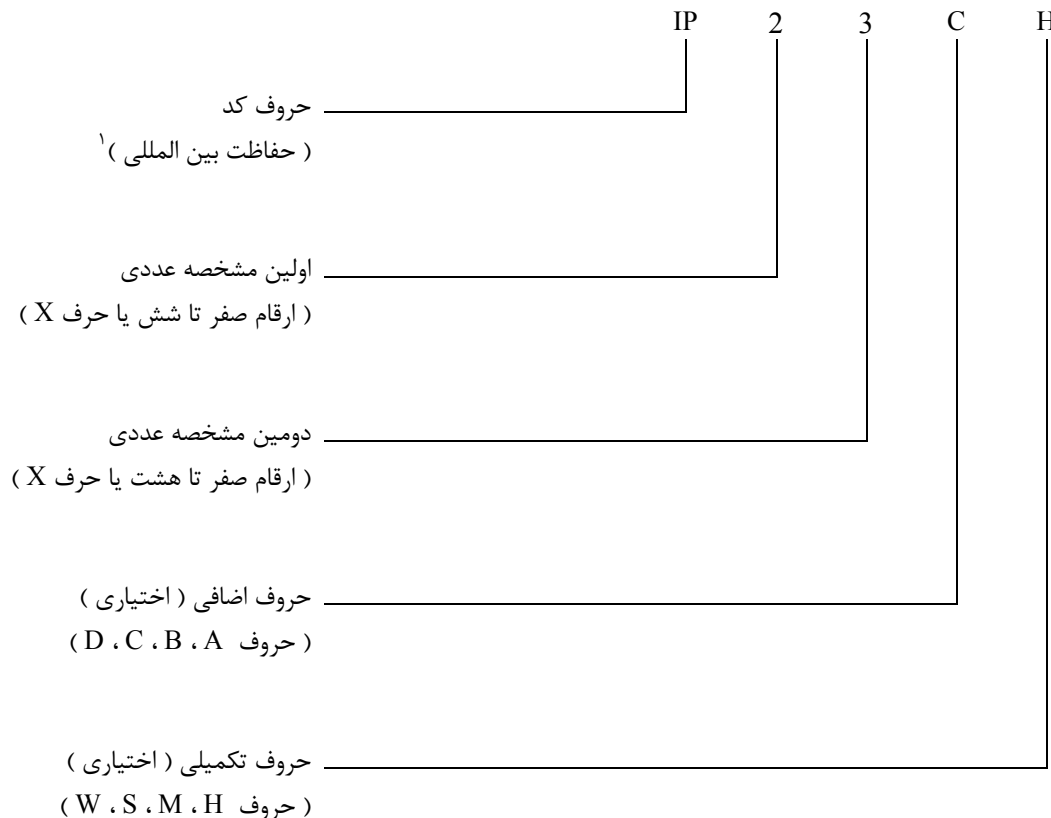 IP 2 3 C H
حروف کد
( حفاظت بین المللی )۱
اولین مشخصه عددی
( ارقام صفر تا شش یا حرف X )
دومین مشخصه عددی
( ارقام صفر تا هشت یا حرف X )
حروف اضافی ( اختیاری )
( حروف A ، B ، C ، D )
حروف تکمیلی ( اختیاری )
( حروف H ، M ، S ، W )